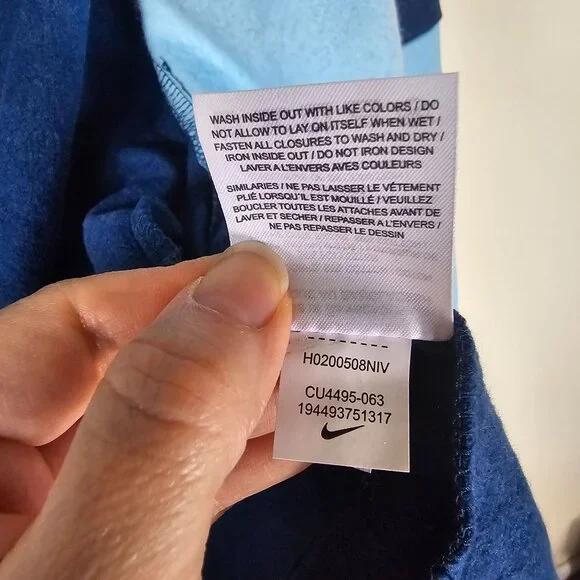 WASH INSIDE OUT WITH LIKE COLORS / DO
NOT ALLOW TO LAY ON ITSELF WHEN WET /
FASTEN ALL CLOSURES TO WASH AND DRY /
IRON INSIDE OUT / DO NOT IRON DESIGN
LAVER A L'ENVERS AVES COULEURS
SIMILARIES / NE PAS LAISSER LE VÊTEMENT
PLIÉ LORSQU'IL EST MOUILLÉ / VEUILLEZ
BOUCLER TOUTES LES ATTACHES AVANT DE
LAVER ET SECHER / REPASSER A L'ENVERS /
NE PAS REPASSER LE DESSIN
H0200508NIV
CU4495-063
194493751317